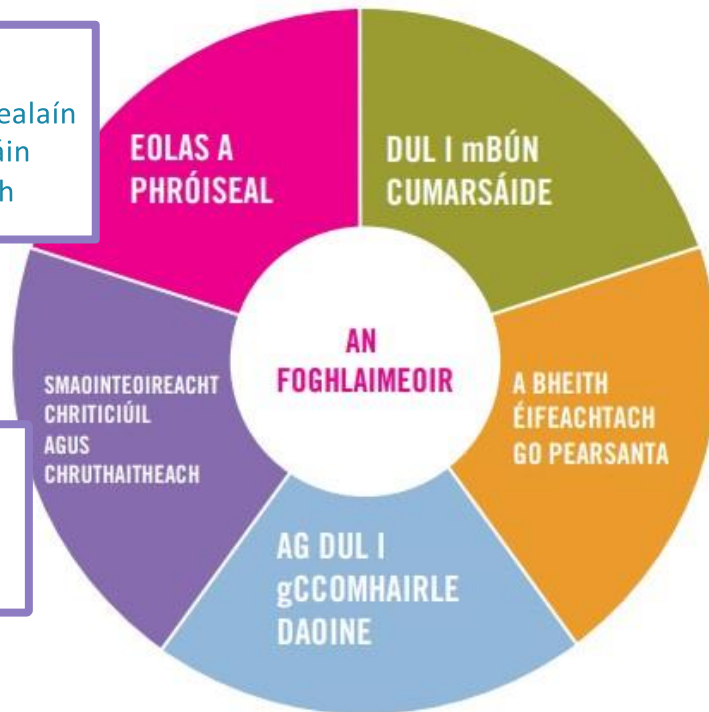 EOLAS A
PHRÓISEAL
DUL I mBÚN
CUMARSÁIDE
A BHEITH
ÉIFEACHTACH
GO PEARSANTA
AG DUL I
gCCOMHAIRLE
DAOINE
SMAOINTEOIREACHT
CHRITICIÚIL
AGUS
CHRUTHAITHEACH
AN
FOGHLAIMEOIR